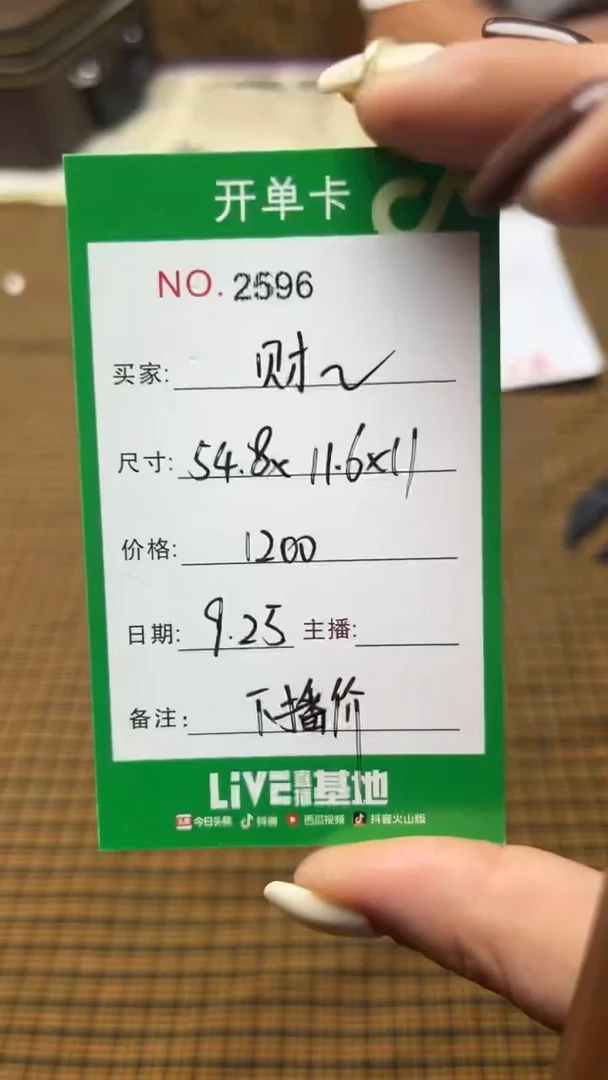 开单卡
NO. 2596
买家: 财~
尺寸: 54.8x 11.6x11
价格: 1200
日期: 9.25 主播:
备注: 下播价
LiVE直播基地
今日头条 抖音 西瓜视频 抖音火山版